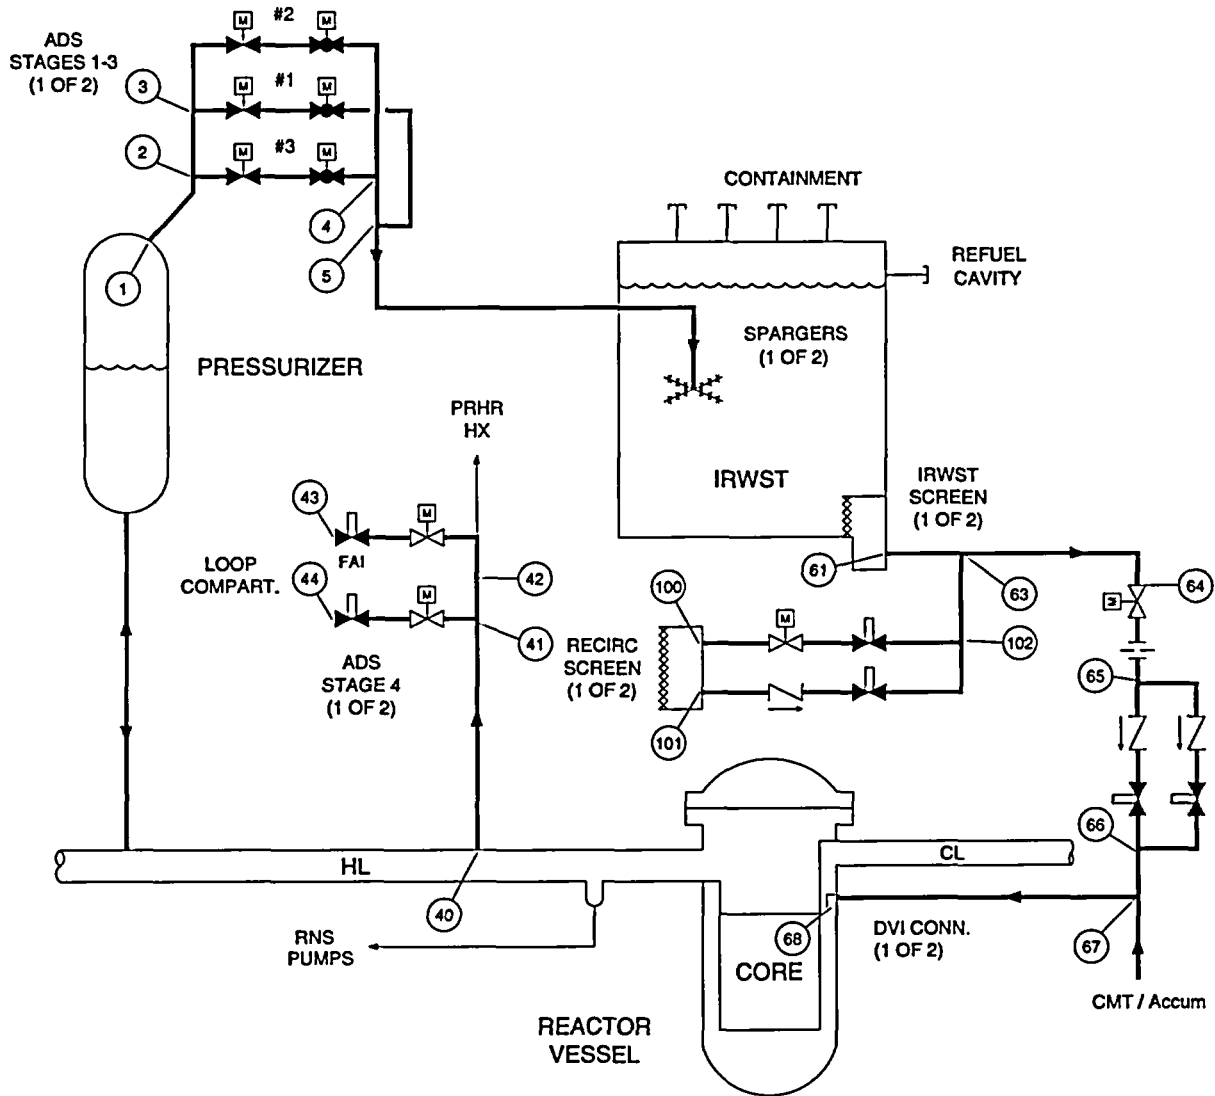 #2
M
M
ADS
STAGES 1-3
(1 OF 2)
3
#1
M
M
2
#3
M
M
4
5
1
CONTAINMENT
REFUEL
CAVITY
SPARGERS
(1 OF 2)
PRESSURIZER
PRHR
HX
IRWST
IRWST
SCREEN
(1 OF 2)
43
M
FAI
LOOP
COMPART.
44
M
42
41
ADS
STAGE 4
(1 OF 2)
61
63
64
M
100
M
102
RECIRC
SCREEN
(1 OF 2)
101
65
66
HL
CL
40
RNS
PUMPS
68
DVI CONN.
(1 OF 2)
67
CORE
CMT / Accum
REACTOR
VESSEL